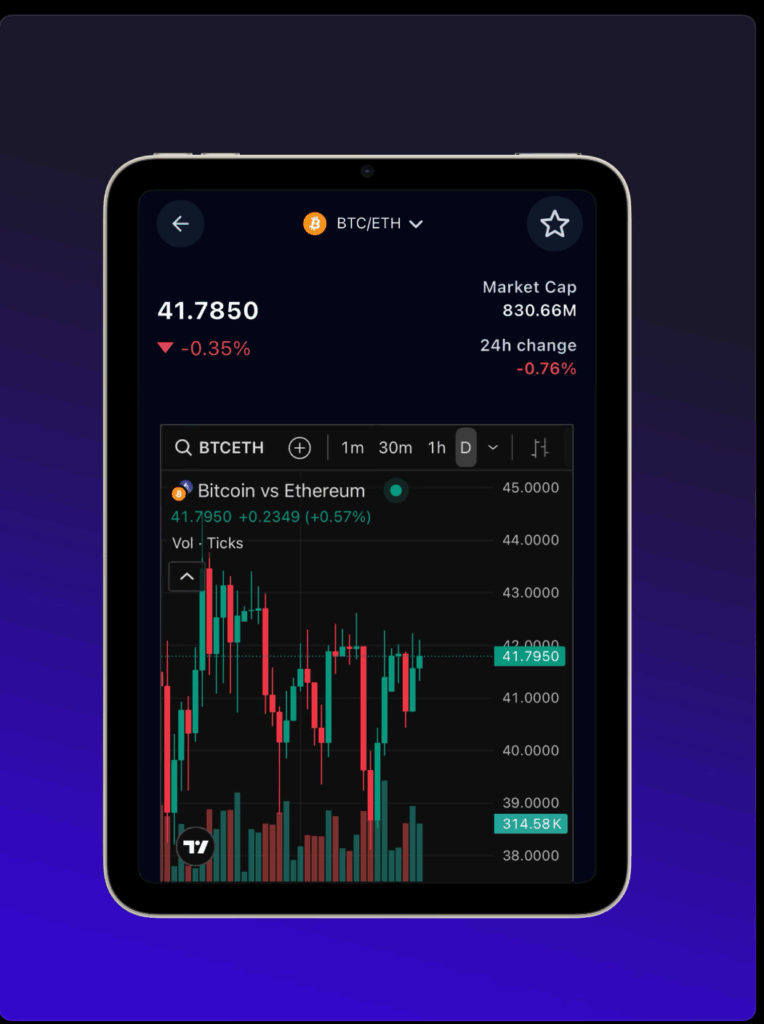 BTC/ETH
Market Cap
41.7850
830.66M
-0.35%
24h change
-0.76%
BTCETH 1m 30m 1h D
Bitcoin vs Ethereum
45.0000
41.7950 +0.2349 (+0.57%)
Vol · Ticks
44.0000
43.0000
42.0000
41.7950
41.0000
40.0000
39.0000
314.58K
38.0000